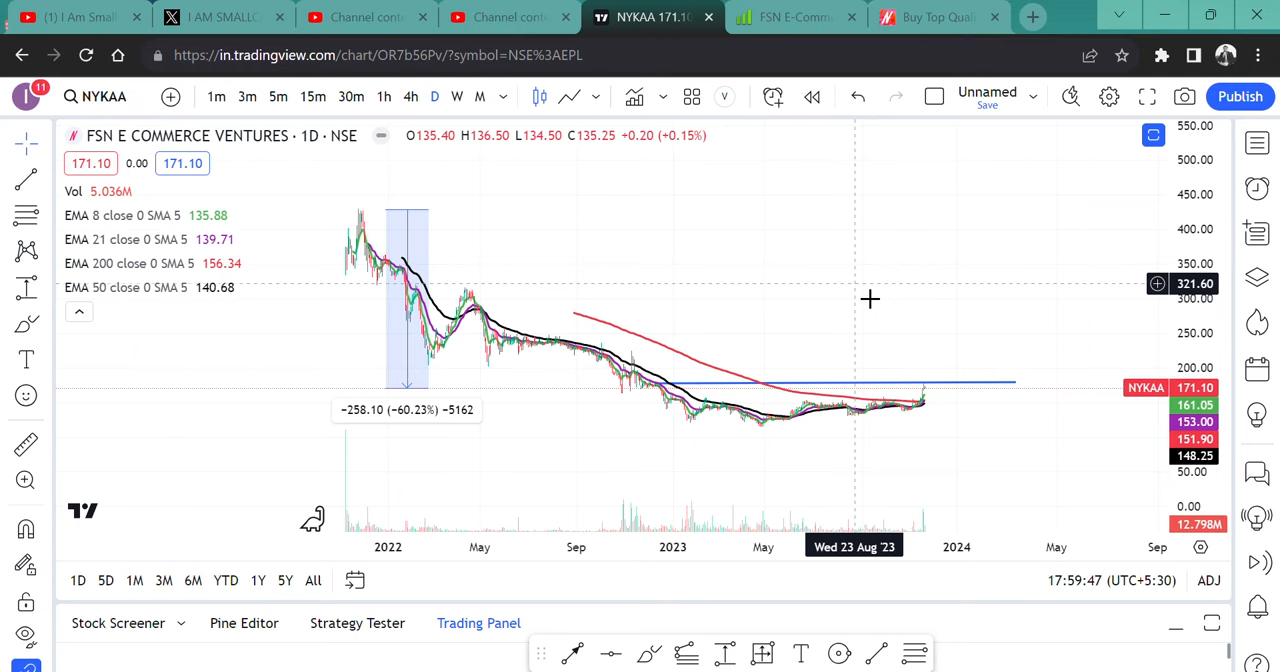 (1) I Am Small
I AM SMALLC
Channel cont
Channel cont
NYKAA 171.10
FSN E-Comm
Buy Top Quali
https://in.tradingview.com/chart/OR7b56Pv/?symbol=NSE%3AEPL
I
11
NYKAA
1m 3m 5m 15m 30m 1h 4h D W M
V
Unnamed
Save
Publish
FSN E COMMERCE VENTURES · 1D · NSE
O135.40 H136.50 L134.50 C135.25 +0.20 (+0.15%)
171.10 0.00 171.10
Vol 5.036M
EMA 8 close 0 SMA 5 135.88
EMA 21 close 0 SMA 5 139.71
EMA 200 close 0 SMA 5 156.34
EMA 50 close 0 SMA 5 140.68
−258.10 (−60.23%) −5162
550.00
500.00
450.00
400.00
350.00
321.60
300.00
250.00
200.00
NYKAA 171.10
161.05
153.00
151.90
148.25
50.00
0.00
12.798M
2022 May Sep 2023 May Wed 23 Aug '23 2024 May Sep
1D 5D 1M 3M 6M YTD 1Y 5Y All
17:59:47 (UTC+5:30) ADJ
Stock Screener Pine Editor Strategy Tester Trading Panel
T